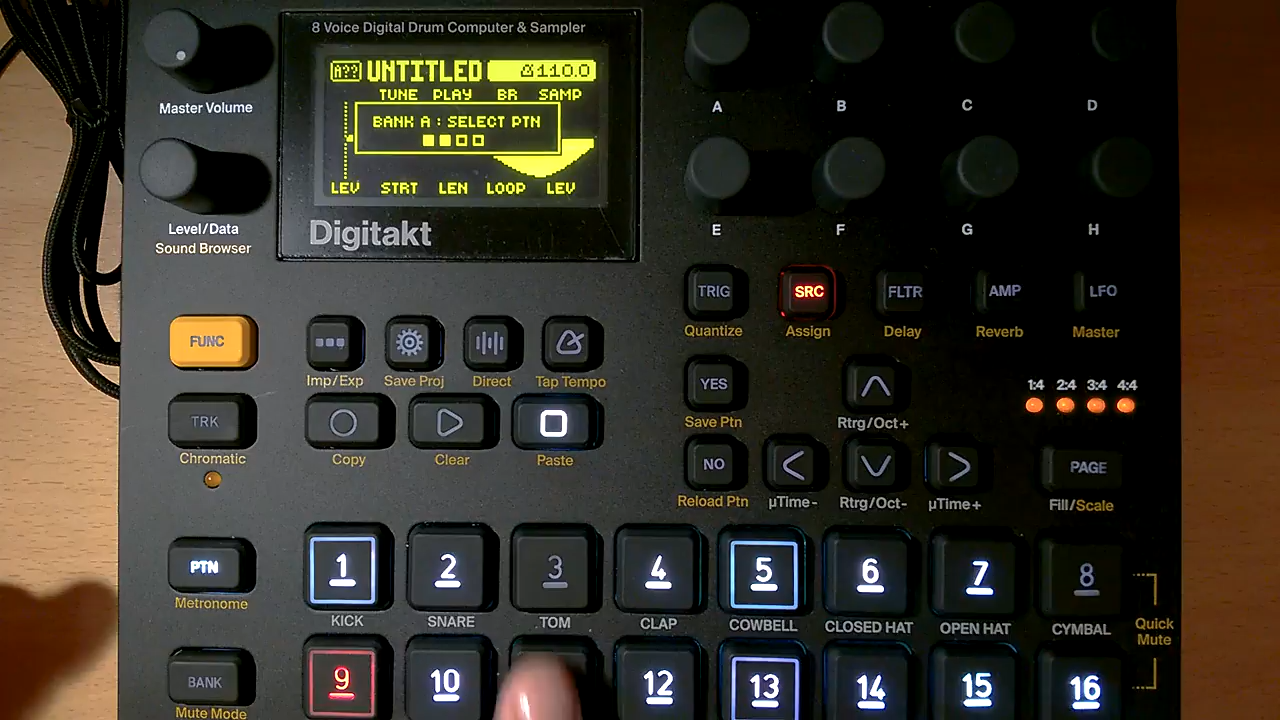 8 Voice Digital Drum Computer & Sampler
A?? UNTITLED 110.0
TUNE PLAY BR SAMP
BANK A : SELECT PTN
LEV STRT LEN LOOP LEV
Digitakt
Master Volume
Level/Data
Sound Browser
A B C D
E F G H
TRIG SRC FLTR AMP LFO
Quantize Assign Delay Reverb Master
FUNC
Imp/Exp Save Proj Direct Tap Tempo
YES
Save Ptn Rtrg/Oct+
1:4 2:4 3:4 4:4
TRK
Chromatic
Copy Clear Paste
NO PAGE
Reload Ptn µTime- Rtrg/Oct- µTime+ Fill/Scale
PTN 1 2 3 4 5 6 7 8
Metronome
KICK SNARE TOM CLAP COWBELL CLOSED HAT OPEN HAT CYMBAL
Quick
Mute
BANK 9 10 12 13 14 15 16
Mute Mode